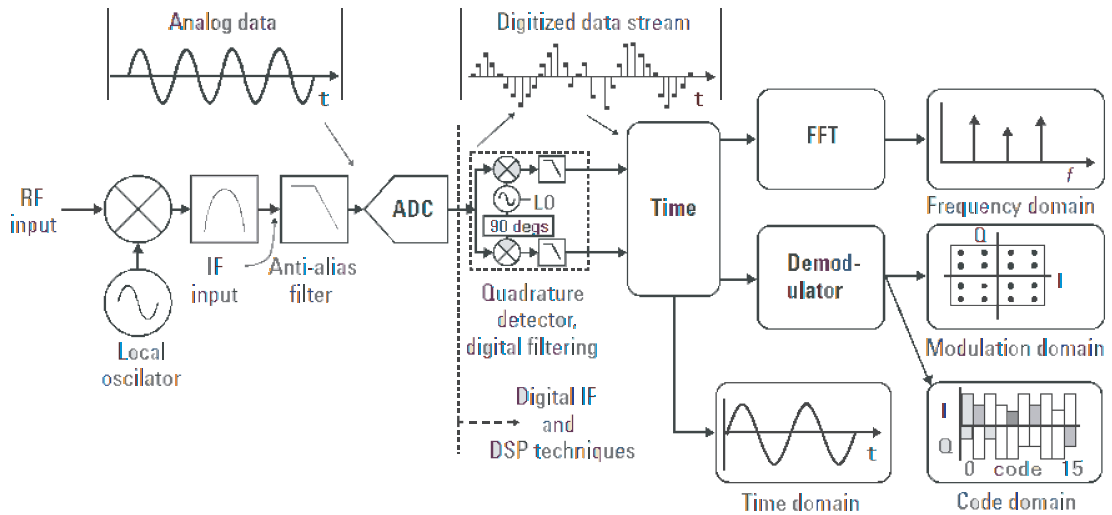 Analog data
t
Digitized data stream
t
RF
input
IF
input
Anti-alias
filter
Local
oscilator
ADC
LO
90 degs
Quadrature
detector,
digital filtering
Digital IF
and
DSP techniques
Time
FFT
f
Frequency domain
Demod-
ulator
Q
I
Modulation domain
t
Time domain
I
Q
0 code 15
Code domain